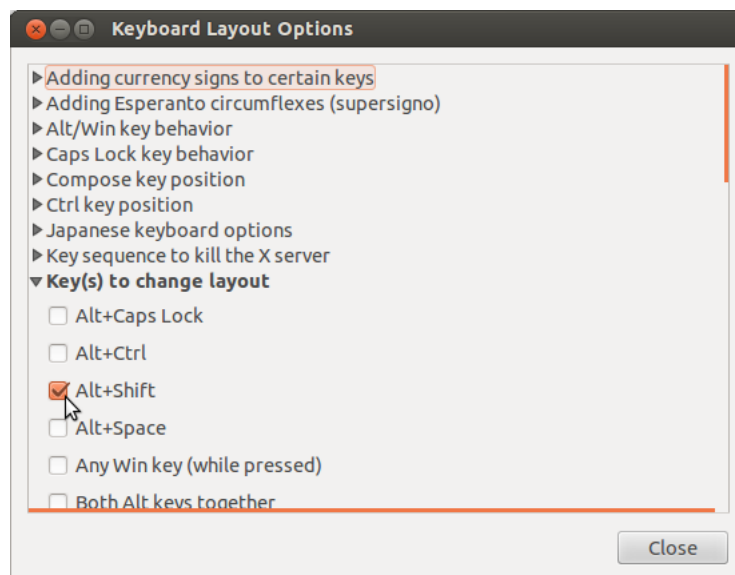 Keyboard Layout Options
Adding currency signs to certain keys
Adding Esperanto circumflexes (supersigno)
Alt/Win key behavior
Caps Lock key behavior
Compose key position
Ctrl key position
Japanese keyboard options
Key sequence to kill the X server
Key(s) to change layout
Alt+Caps Lock
Alt+Ctrl
Alt+Shift
Alt+Space
Any Win key (while pressed)
Both Alt keys together
Close